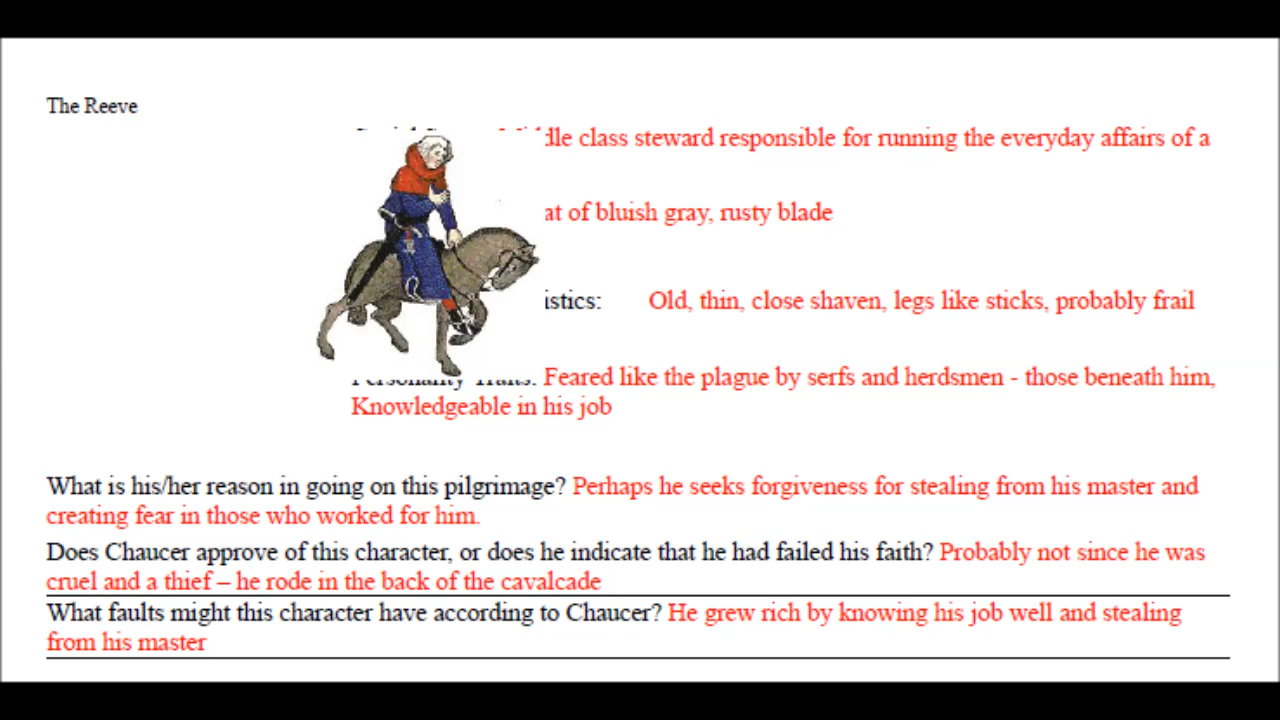 The Reeve
dle class steward responsible for running the everyday affairs of a
at of bluish gray, rusty blade
istics: Old, thin, close shaven, legs like sticks, probably frail
Personality Traits: Feared like the plague by serfs and herdsmen - those beneath him,
Knowledgeable in his job
What is his/her reason in going on this pilgrimage? Perhaps he seeks forgiveness for stealing from his master and
creating fear in those who worked for him.
Does Chaucer approve of this character, or does he indicate that he had failed his faith? Probably not since he was
cruel and a thief – he rode in the back of the cavalcade
What faults might this character have according to Chaucer? He grew rich by knowing his job well and stealing
from his master